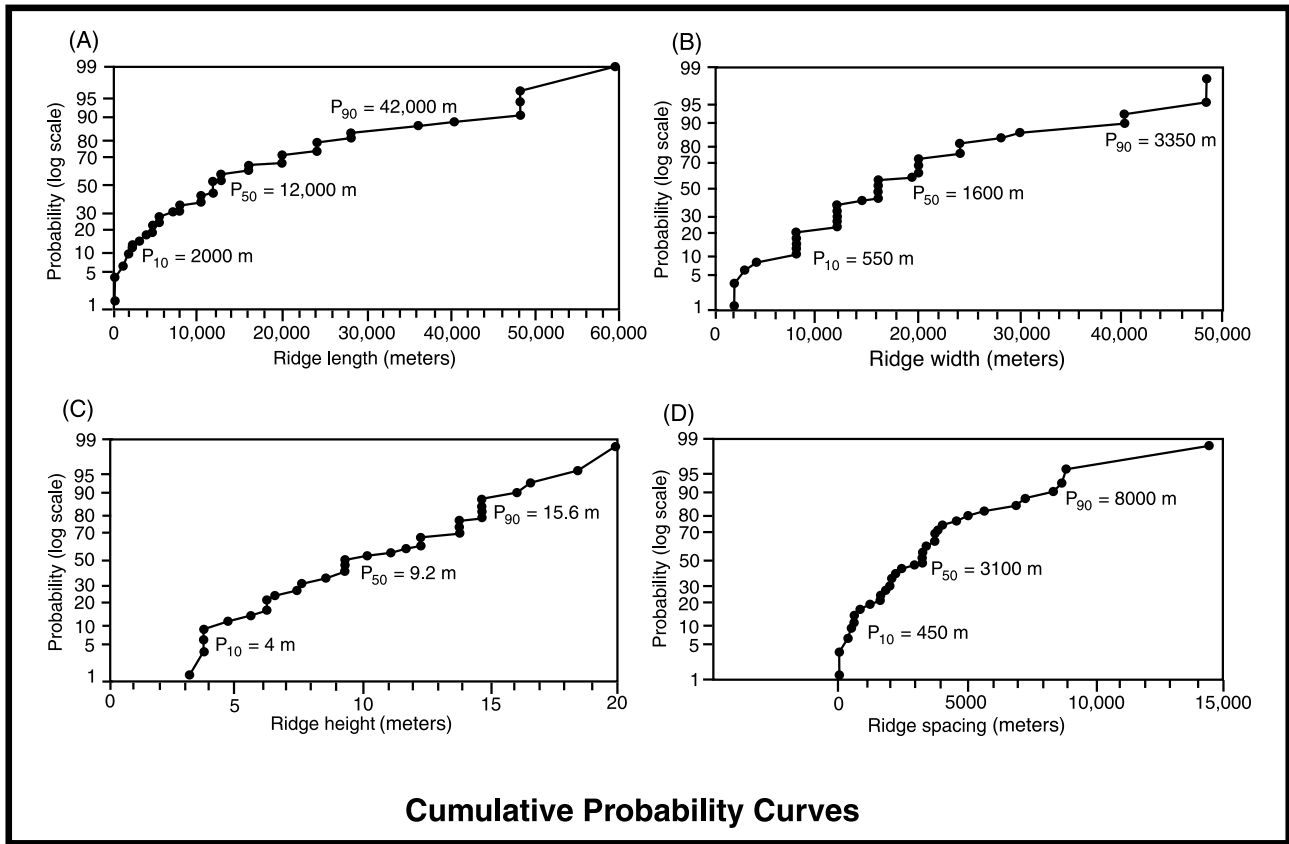 (A)
Probability (log scale)
99
95
90
80
70
50
30
20
10
5
1
P90 = 42,000 m
P50 = 12,000 m
P10 = 2000 m
0 10,000 20,000 30,000 40,000 50,000 60,000
Ridge length (meters)
(B)
Probability (log scale)
99
95
90
80
70
50
30
20
10
5
1
P90 = 3350 m
P50 = 1600 m
P10 = 550 m
0 10,000 20,000 30,000 40,000 50,000
Ridge width (meters)
(C)
Probability (log scale)
99
95
90
80
70
50
30
20
10
5
1
P90 = 15.6 m
P50 = 9.2 m
P10 = 4 m
0 5 10 15 20
Ridge height (meters)
(D)
Probability (log scale)
99
95
90
80
70
50
30
20
10
5
1
P90 = 8000 m
P50 = 3100 m
P10 = 450 m
0 5000 10,000 15,000
Ridge spacing (meters)
Cumulative Probability Curves